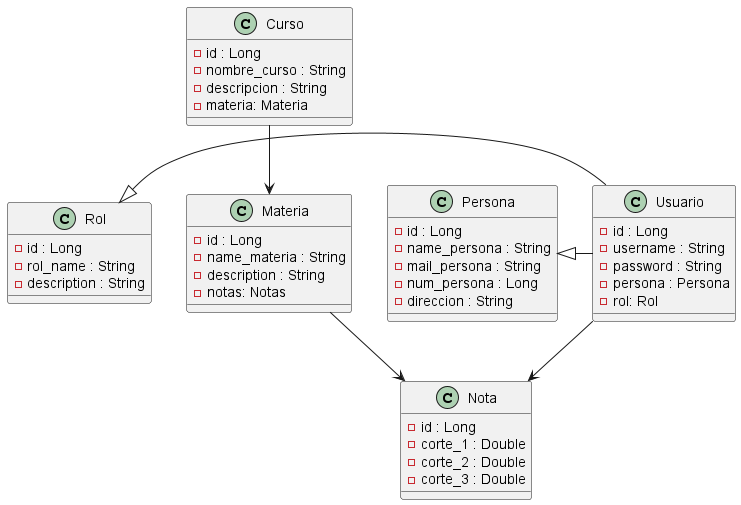 C Curso
id : Long
nombre_curso : String
descripcion : String
materia: Materia
C Rol
id : Long
rol_name : String
description : String
C Materia
id : Long
name_materia : String
description : String
notas: Notas
C Persona
id : Long
name_persona : String
mail_persona : String
num_persona : Long
direccion : String
C Usuario
id : Long
username : String
password : String
persona : Persona
rol: Rol
C Nota
id : Long
corte_1 : Double
corte_2 : Double
corte_3 : Double